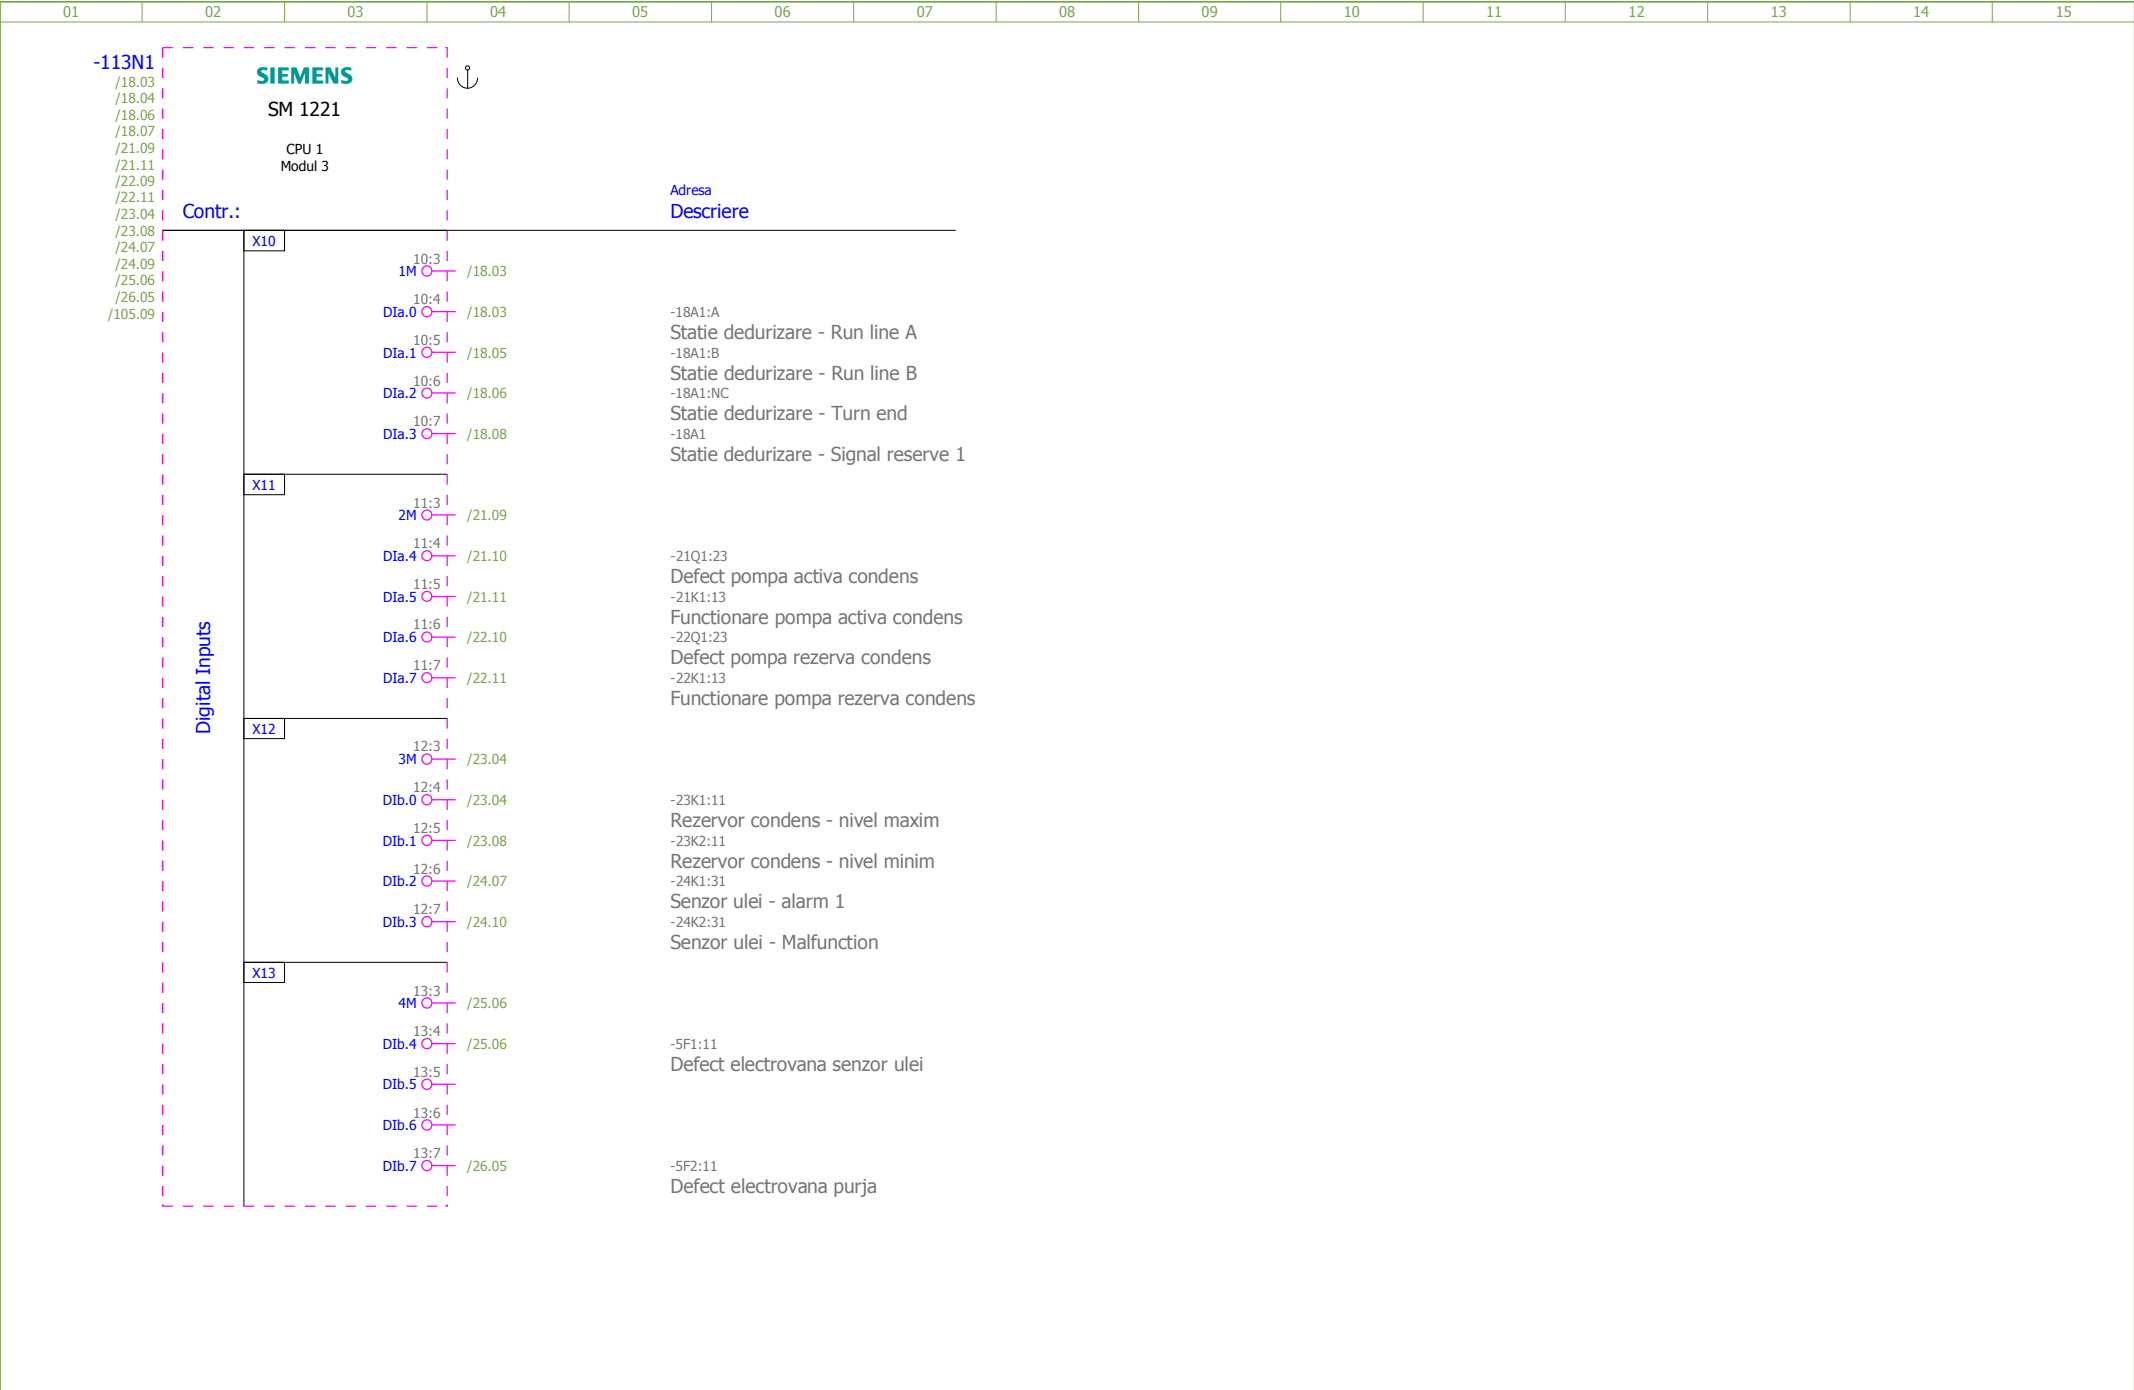 01 02 03 04 05 06 07 08 09 10 11 12 13 14 15
-113N1
/18.03
/18.04
/18.06
/18.07
/21.09
/21.11
/22.09
/22.11
/23.04
/23.08
/24.07
/24.09
/25.06
/26.05
/105.09
SIEMENS
SM 1221
CPU 1
Modul 3
Adresa
Contr.: Descriere
Digital Inputs
X10
10:3
1M /18.03
10:4
DIa.0 /18.03 -18A1:A
Statie dedurizare - Run line A
10:5
DIa.1 /18.05 -18A1:B
Statie dedurizare - Run line B
10:6
DIa.2 /18.06 -18A1:NC
Statie dedurizare - Turn end
10:7
DIa.3 /18.08 -18A1
Statie dedurizare - Signal reserve 1
X11
11:3
2M /21.09
11:4
DIa.4 /21.10 -21Q1:23
Defect pompa activa condens
11:5
DIa.5 /21.11 -21K1:13
Functionare pompa activa condens
11:6
DIa.6 /22.10 -22Q1:23
Defect pompa rezerva condens
11:7
DIa.7 /22.11 -22K1:13
Functionare pompa rezerva condens
X12
12:3
3M /23.04
12:4
DIb.0 /23.04 -23K1:11
Rezervor condens - nivel maxim
12:5
DIb.1 /23.08 -23K2:11
Rezervor condens - nivel minim
12:6
DIb.2 /24.07 -24K1:31
Senzor ulei - alarm 1
12:7
DIb.3 /24.10 -24K2:31
Senzor ulei - Malfunction
X13
13:3
4M /25.06
13:4
DIb.4 /25.06 -5F1:11
Defect electrovana senzor ulei
13:5
DIb.5
13:6
DIb.6
13:7
DIb.7 /26.05 -5F2:11
Defect electrovana purja